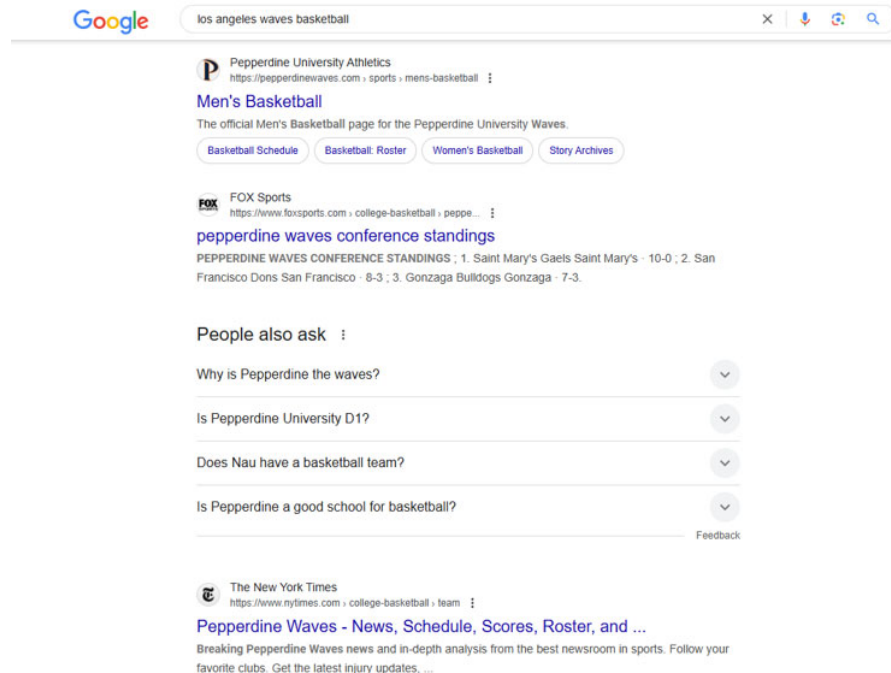 Google
los angeles waves basketball
Pepperdine University Athletics
https://pepperdinewaves.com › sports › mens-basketball
Men's Basketball
The official Men's Basketball page for the Pepperdine University Waves.
Basketball Schedule
Basketball: Roster
Women's Basketball
Story Archives
FOX SPORTS
FOX Sports
https://www.foxsports.com › college-basketball › peppe...
pepperdine waves conference standings
PEPPERDINE WAVES CONFERENCE STANDINGS ; 1. Saint Mary's Gaels Saint Mary's · 10-0 ; 2. San
Francisco Dons San Francisco · 8-3 ; 3. Gonzaga Bulldogs Gonzaga · 7-3.
People also ask
Why is Pepperdine the waves?
Is Pepperdine University D1?
Does Nau have a basketball team?
Is Pepperdine a good school for basketball?
Feedback
The New York Times
https://www.nytimes.com › college-basketball › team
Pepperdine Waves - News, Schedule, Scores, Roster, and ...
Breaking Pepperdine Waves news and in-depth analysis from the best newsroom in sports. Follow your
favorite clubs. Get the latest injury updates, ...